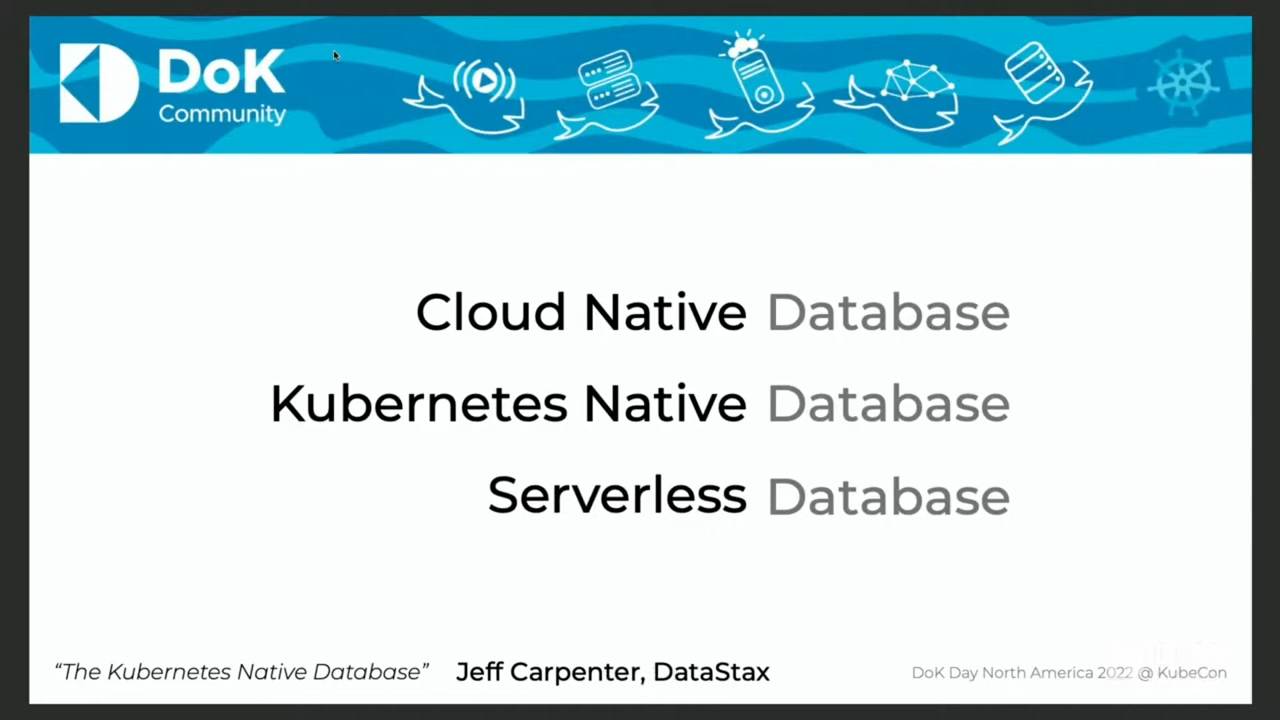 DoK
Community
Cloud Native Database
Kubernetes Native Database
Serverless Database
“The Kubernetes Native Database” Jeff Carpenter, DataStax DoK Day North America 2022 @ KubeCon